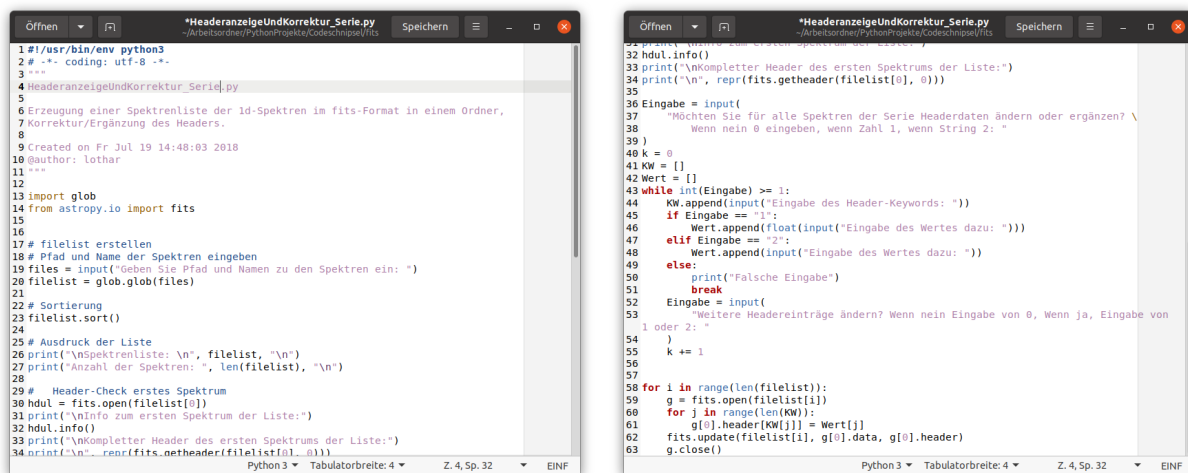 Öffnen
*HeaderanzeigeUndKorrektur_Serie.py
~/Arbeitsordner/PythonProjekte/Codeschnipsel/fits
Speichern
1 #!/usr/bin/env python3
2 # -*- coding: utf-8 -*-
3 """
4 HeaderanzeigeUndKorrektur_Serie.py
5
6 Erzeugung einer Spektrenliste der 1d-Spektren im fits-Format in einem Ordner,
7 Korrektur/Ergänzung des Headers.
8
9 Created on Fr Jul 19 14:48:03 2018
10 @author: lothar
11 """
12
13 import glob
14 from astropy.io import fits
15
16
17 # filelist erstellen
18 # Pfad und Name der Spektren eingeben
19 files = input("Geben Sie Pfad und Namen zu den Spektren ein: ")
20 filelist = glob.glob(files)
21
22 # Sortierung
23 filelist.sort()
24
25 # Ausdruck der Liste
26 print("\nSpektrenliste: \n", filelist, "\n")
27 print("Anzahl der Spektren: ", len(filelist), "\n")
28
29 #   Header-Check erstes Spektrum
30 hdul = fits.open(filelist[0])
31 print("\nInfo zum ersten Spektrum der Liste:")
32 hdul.info()
33 print("\nKompletter Header des ersten Spektrums der Liste:")
34 print("\n", repr(fits.getheader(filelist[0], 0)))
Python 3 Tabulatorbreite: 4 Z. 4, Sp. 32 EINF
Öffnen
*HeaderanzeigeUndKorrektur_Serie.py
~/Arbeitsordner/PythonProjekte/Codeschnipsel/fits
Speichern
31 print("\nInfo zum ersten Spektrum der Liste:")
32 hdul.info()
33 print("\nKompletter Header des ersten Spektrums der Liste:")
34 print("\n", repr(fits.getheader(filelist[0], 0)))
35
36 Eingabe = input(
37     "Möchten Sie für alle Spektren der Serie Headerdaten ändern oder ergänzen? \
38         Wenn nein 0 eingeben, wenn Zahl 1, wenn String 2: "
39 )
40 k = 0
41 KW = []
42 Wert = []
43 while int(Eingabe) >= 1:
44     KW.append(input("Eingabe des Header-Keywords: "))
45     if Eingabe == "1":
46         Wert.append(float(input("Eingabe des Wertes dazu: ")))
47     elif Eingabe == "2":
48         Wert.append(input("Eingabe des Wertes dazu: "))
49     else:
50         print("Falsche Eingabe")
51         break
52     Eingabe = input(
53         "Weitere Headereinträge ändern? Wenn nein Eingabe von 0, Wenn ja, Eingabe von
1 oder 2: "
54     )
55     k += 1
56
57
58 for i in range(len(filelist)):
59     g = fits.open(filelist[i])
60     for j in range(len(KW)):
61         g[0].header[KW[j]] = Wert[j]
62     fits.update(filelist[i], g[0].data, g[0].header)
63     g.close()
Python 3 Tabulatorbreite: 4 Z. 4, Sp. 32 EINF